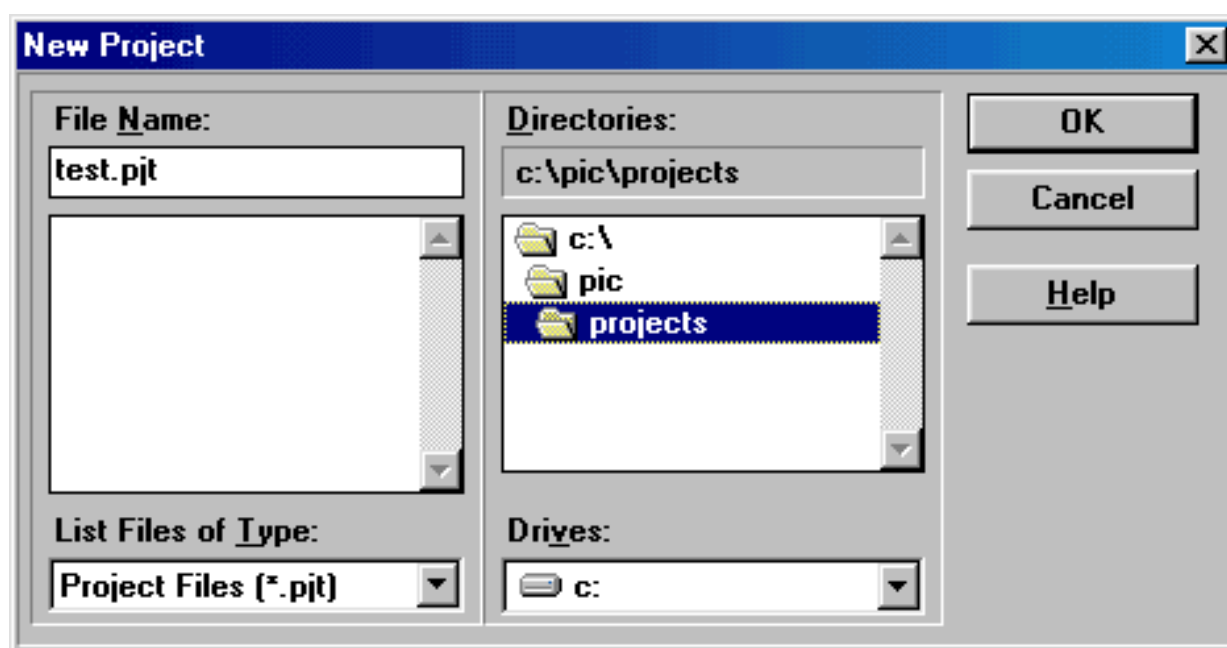 New Project
File Name:
test.pjt
List Files of Type:
Project Files (*.pjt)
Directories:
c:\pic\projects
c:\
pic
projects
Drives:
c:
OK
Cancel
Help